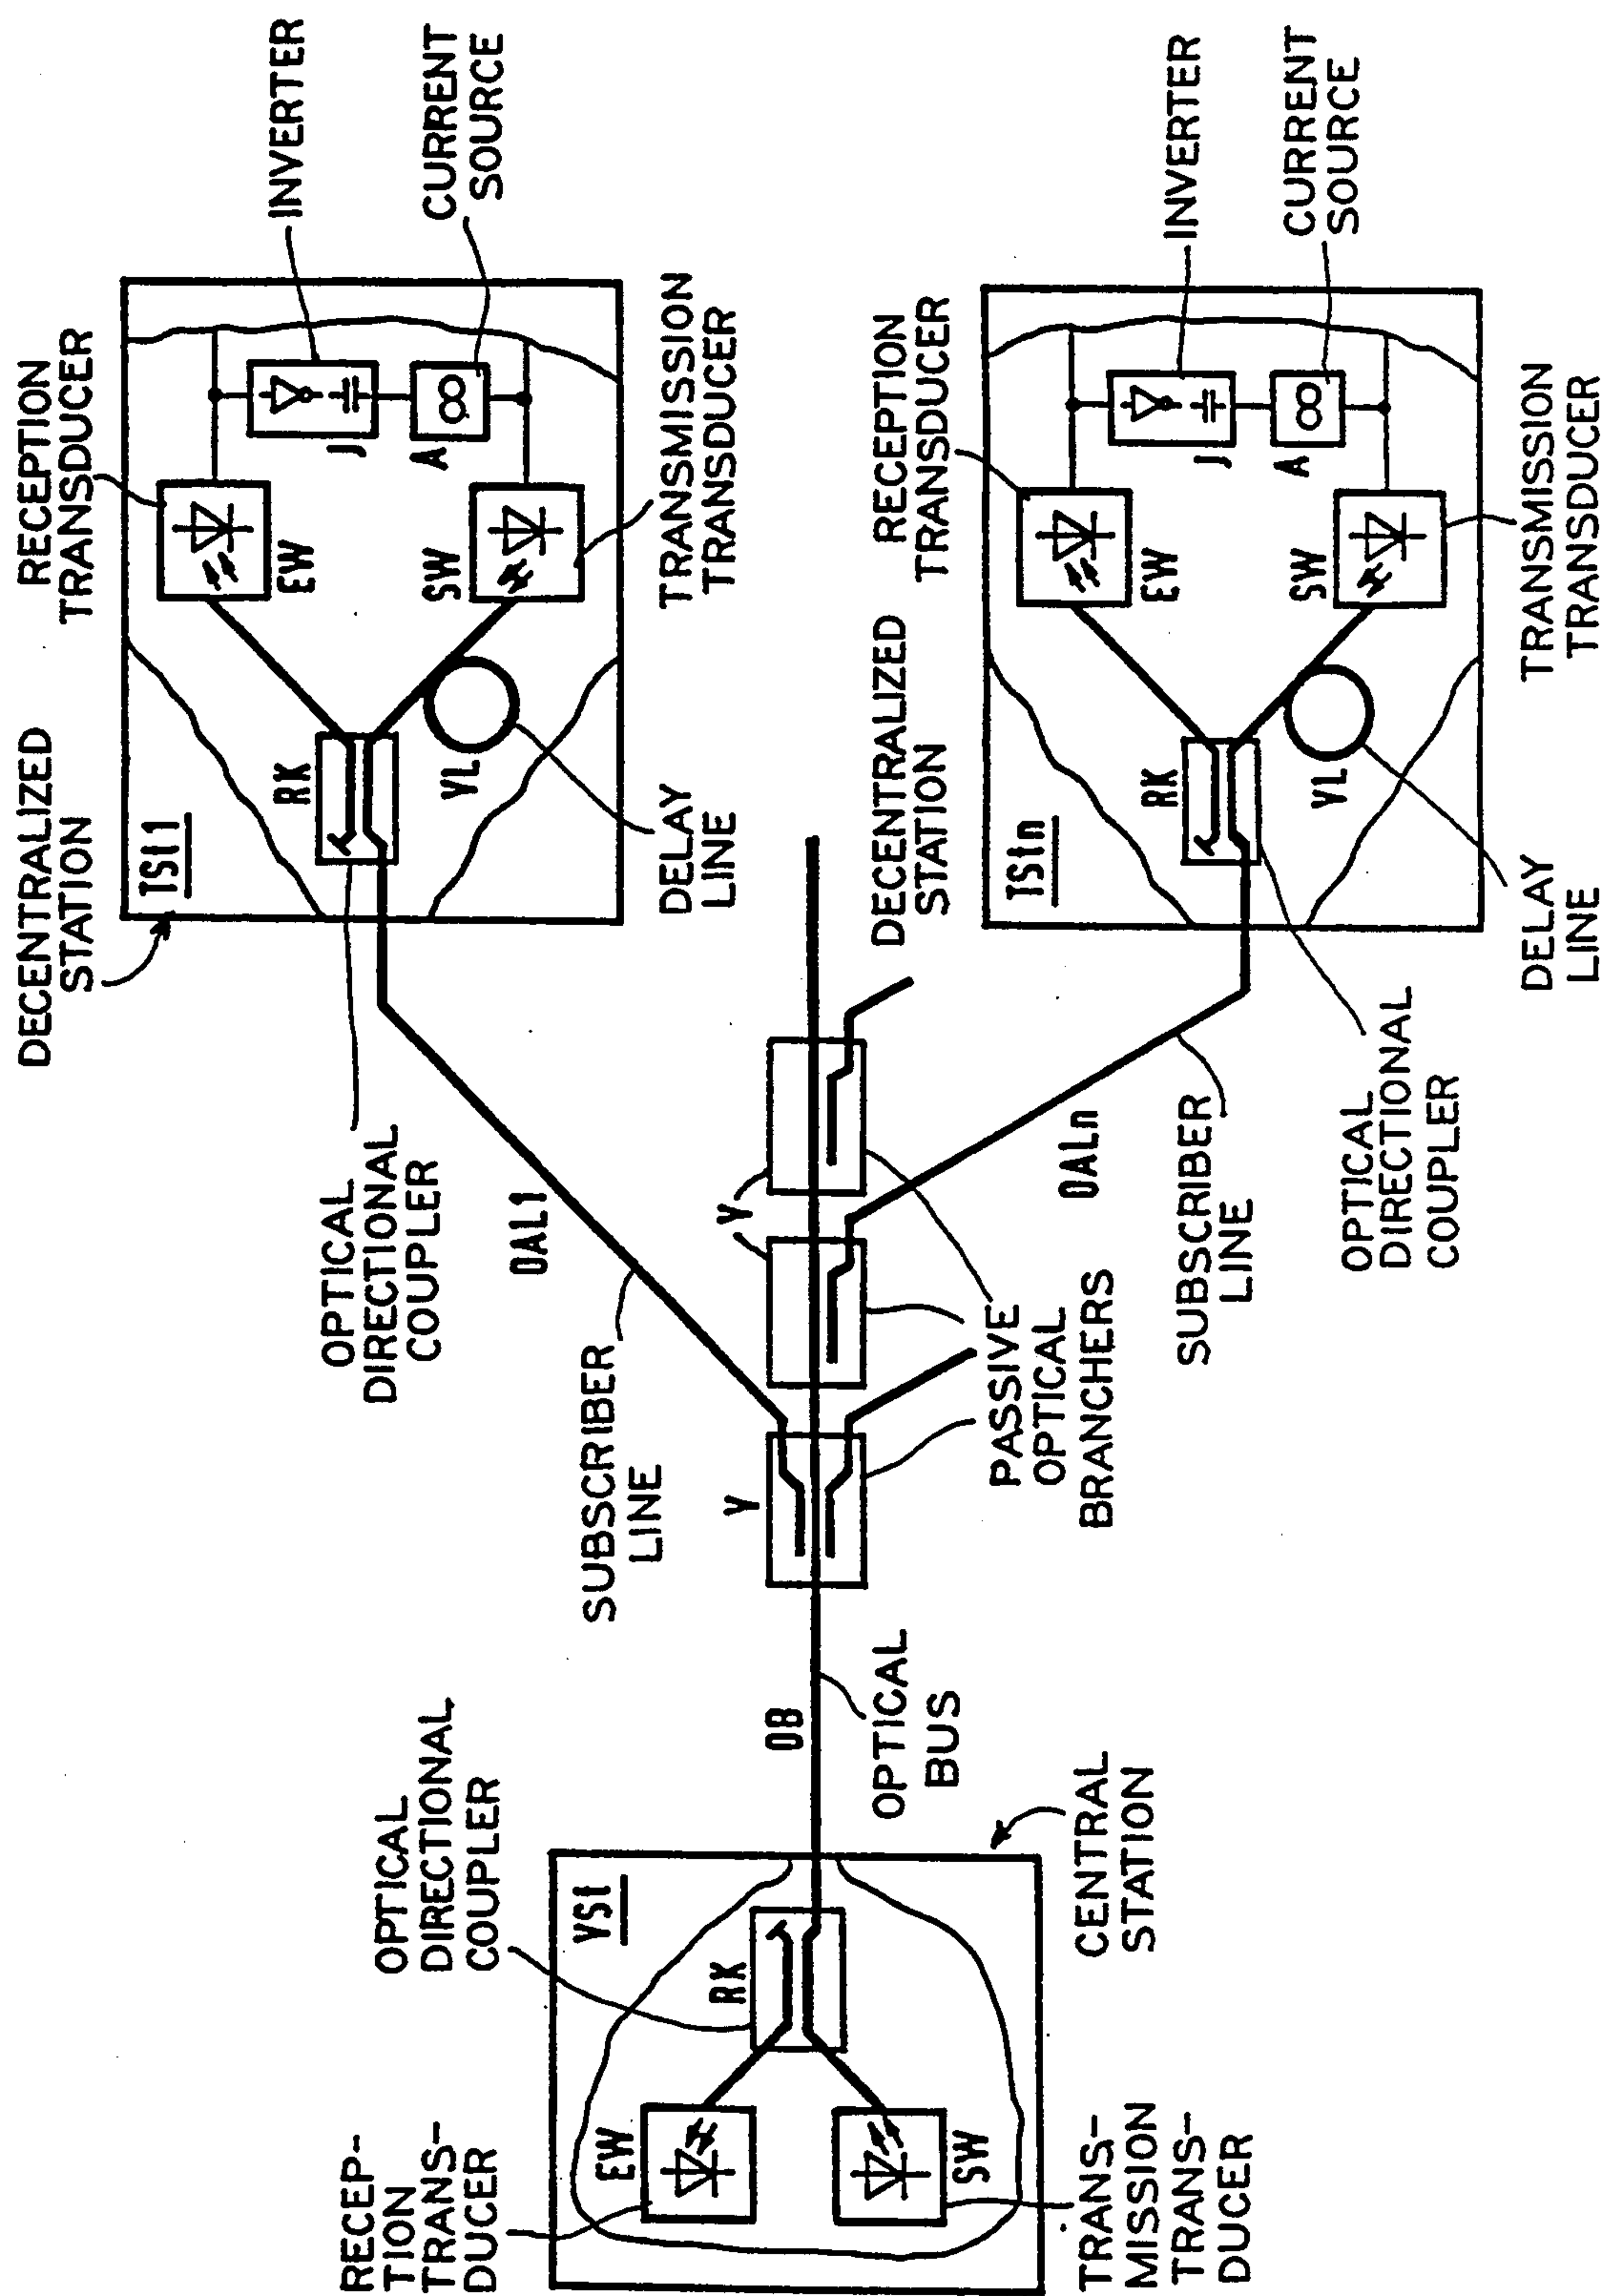 RECEP-
TION
TRANS-
DUCER
EW
SW
TRANS-
MISSION
TRANS-
DUCER
OPTICAL
DIRECTIONAL
COUPLER
VSt
RK
CENTRAL
STATION
OB
OPTICAL
BUS
SUBSCRIBER
LINE
OAL1
V
V
PASSIVE
OPTICAL
BRANCHERS
OPTICAL
DIRECTIONAL
COUPLER
SUBSCRIBER
LINE
OALn
OPTICAL
DIRECTIONAL
COUPLER
DECENTRALIZED
STATION
TSt1
RK
VL
DELAY
LINE
RECEPTION
TRANSDUCER
EW
SW
TRANSMISSION
TRANSDUCER
J
A
INVERTER
CURRENT
SOURCE
DECENTRALIZED
STATION
TStn
RK
VL
DELAY
LINE
RECEPTION
TRANSDUCER
EW
SW
TRANSMISSION
TRANSDUCER
J
A
INVERTER
CURRENT
SOURCE